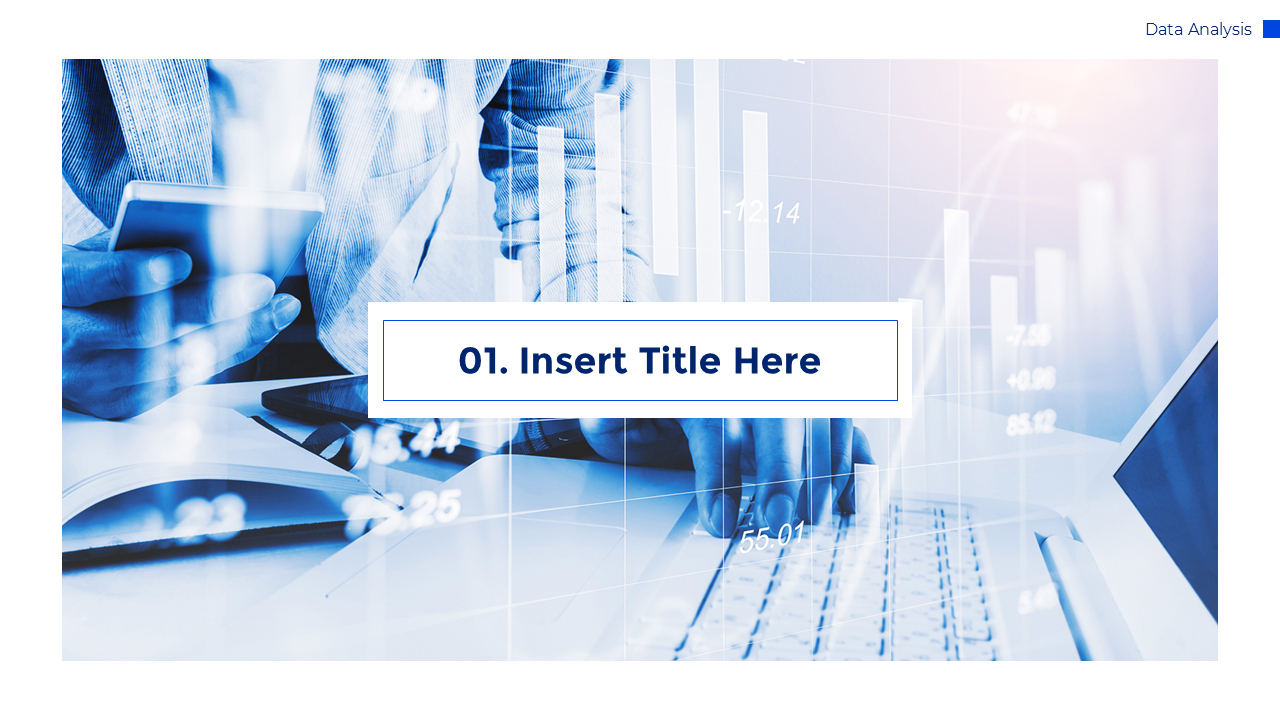 Data Analysis
-12.14
01. Insert Title Here
-7.55
+0.96
85.12
55.01